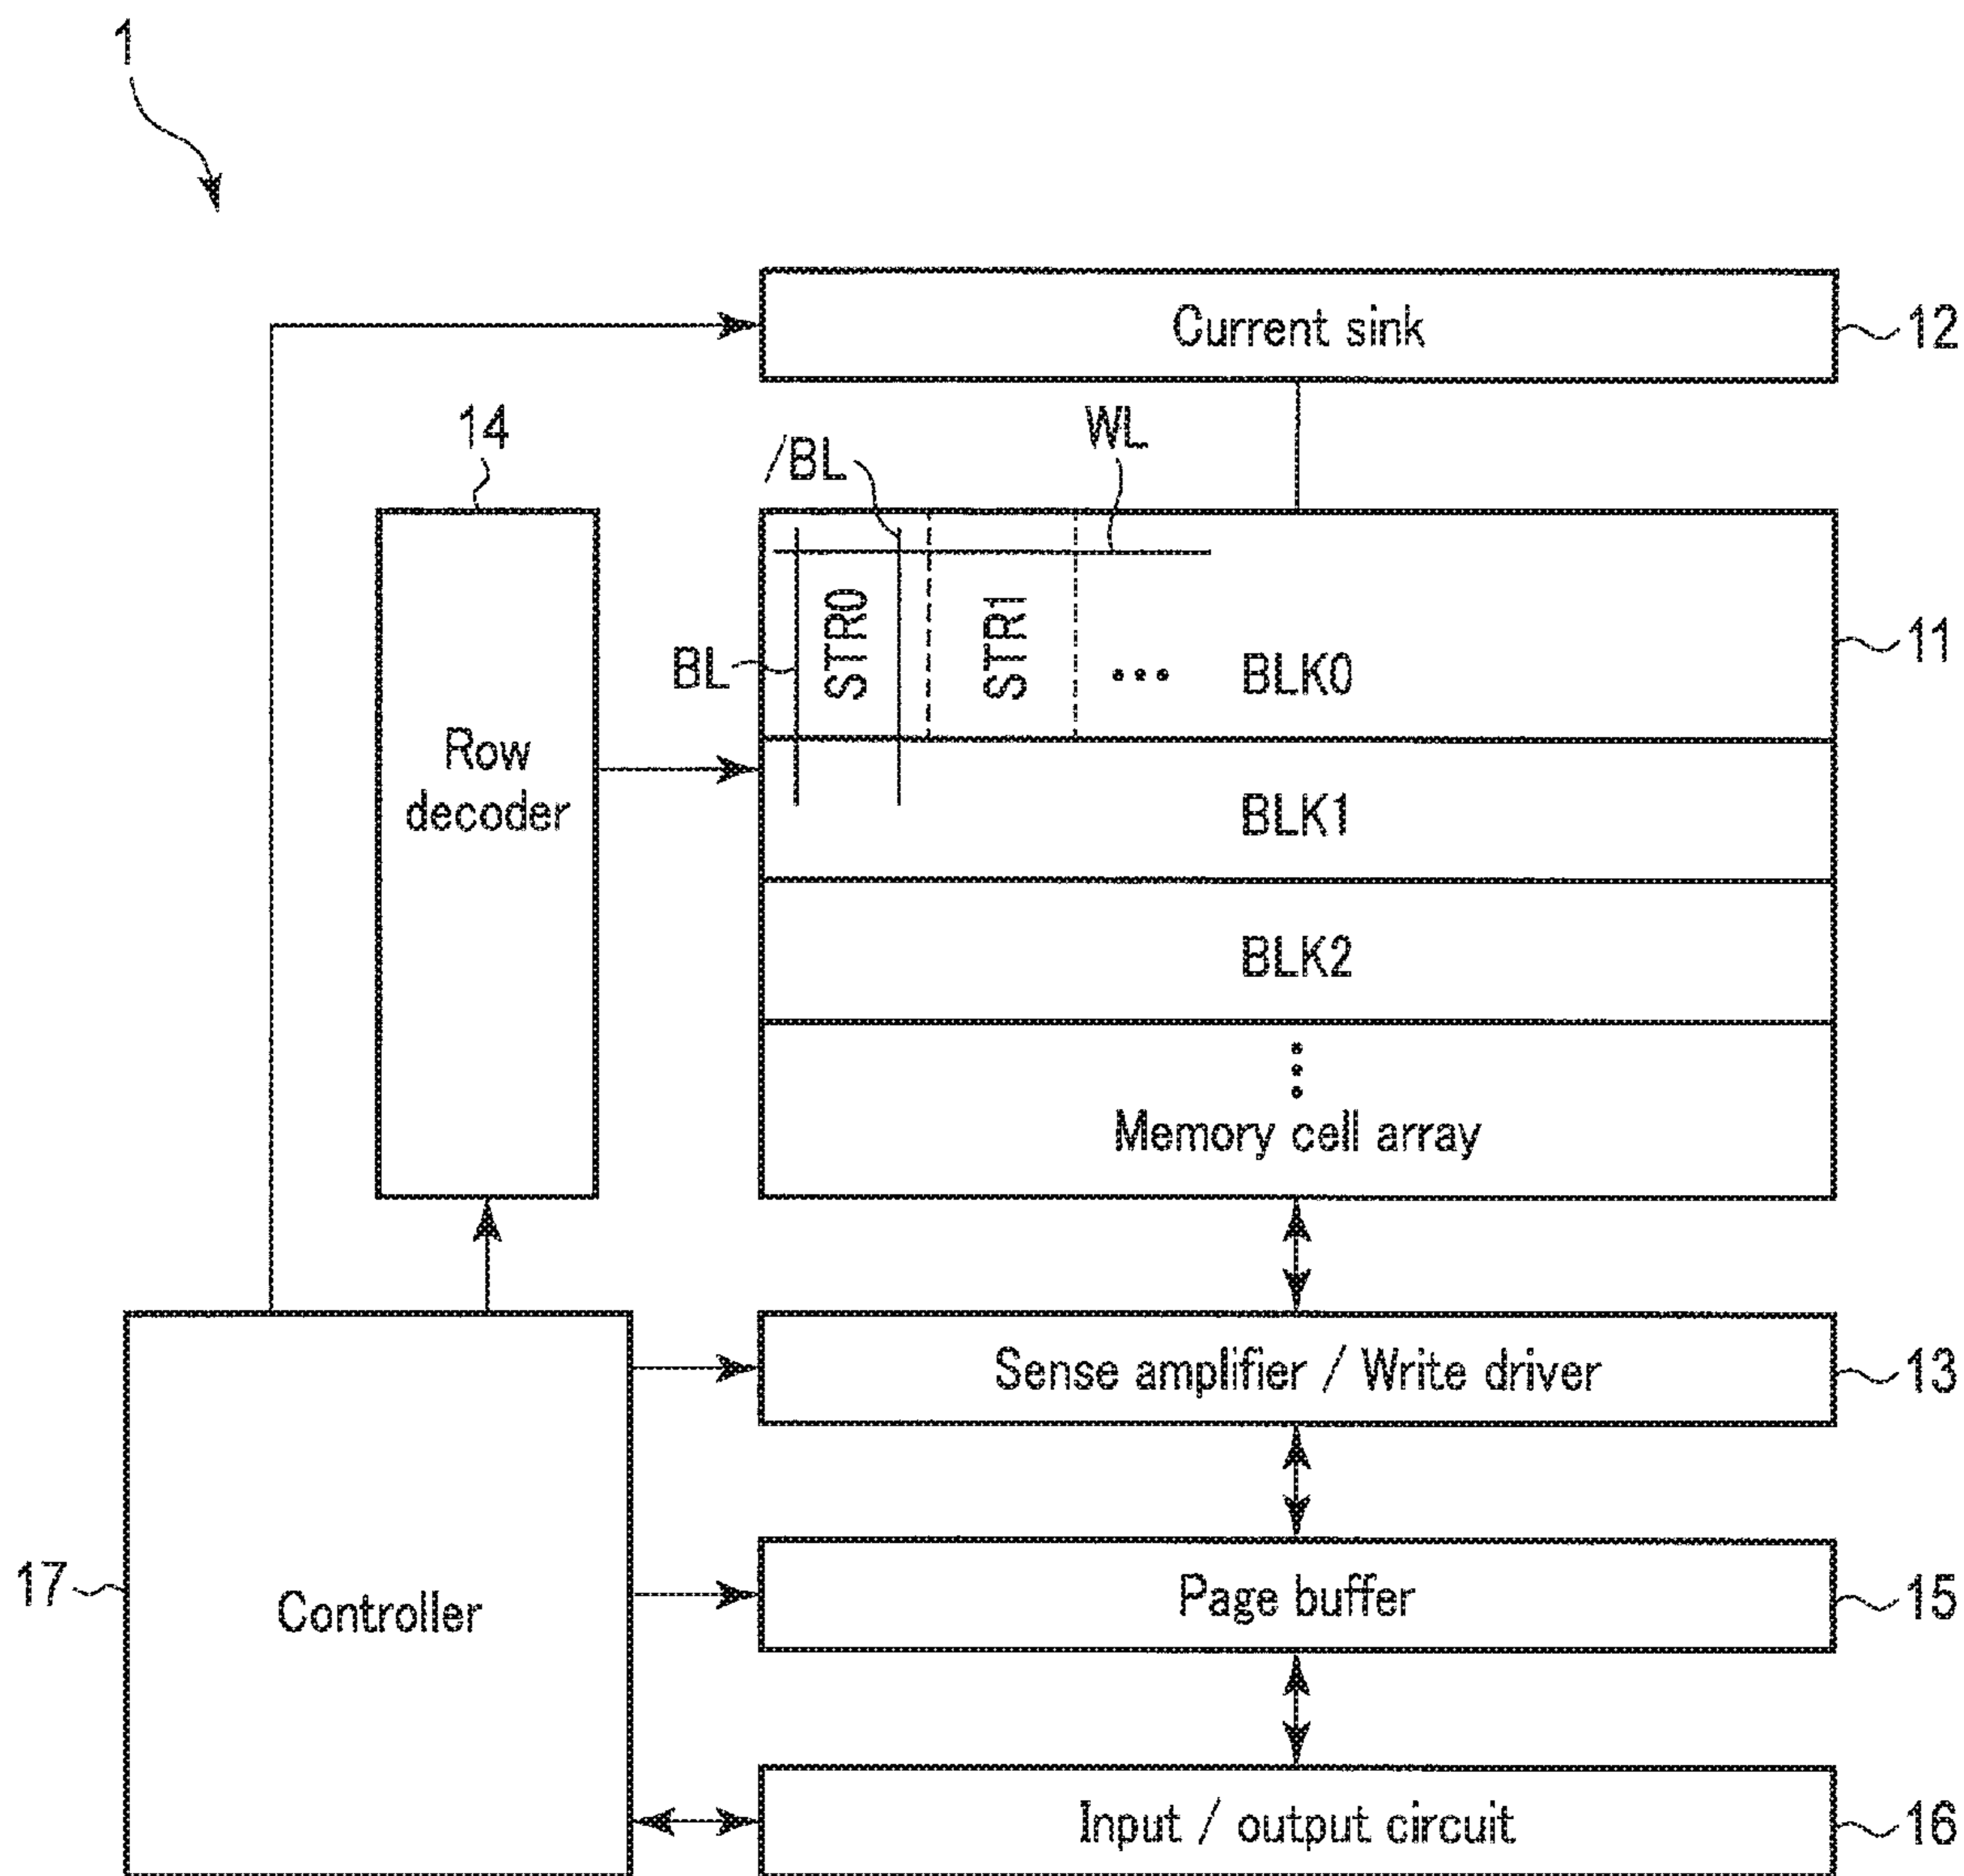 1
Current sink
12
14
/BL
WL
BL
STR0
STR1
BLK0
11
Row
decoder
BLK1
BLK2
Memory cell array
Sense amplifier / Write driver
13
17
Controller
Page buffer
15
Input / output circuit
16